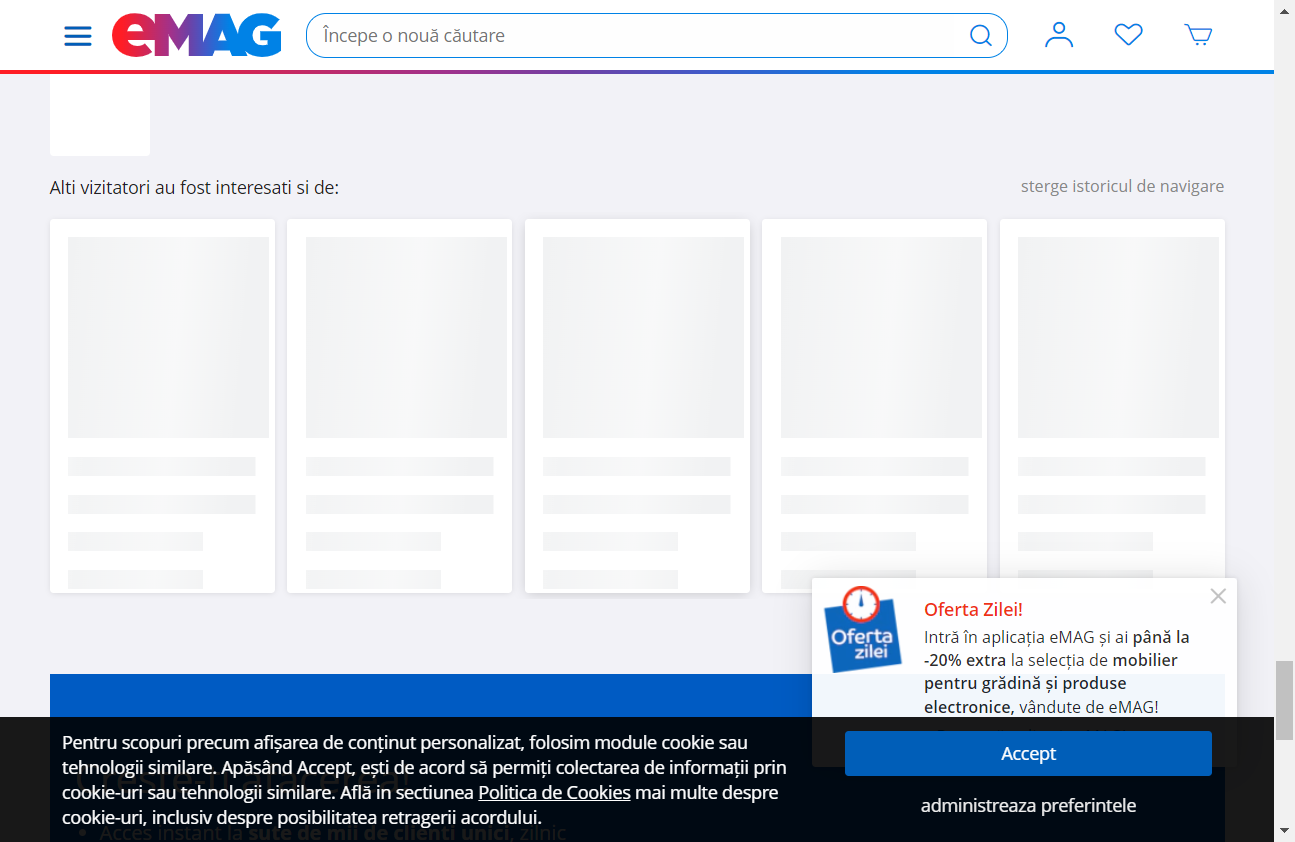 eMAG
Începe o nouă căutare
Alti vizitatori au fost interesati si de:
sterge istoricul de navigare
Oferta
zilei
Oferta Zilei!
Intră în aplicația eMAG și ai până la
-20% extra la selecția de mobilier
pentru grădină și produse
electronice, vândute de eMAG!
Pentru scopuri precum afișarea de conținut personalizat, folosim module cookie sau
tehnologii similare. Apăsând Accept, ești de acord să permiți colectarea de informații prin
cookie-uri sau tehnologii similare. Află in sectiunea Politica de Cookies mai multe despre
cookie-uri, inclusiv despre posibilitatea retragerii acordului.
Accept
administreaza preferintele
Acces instant la sute de mii de clienti unici, zilnic